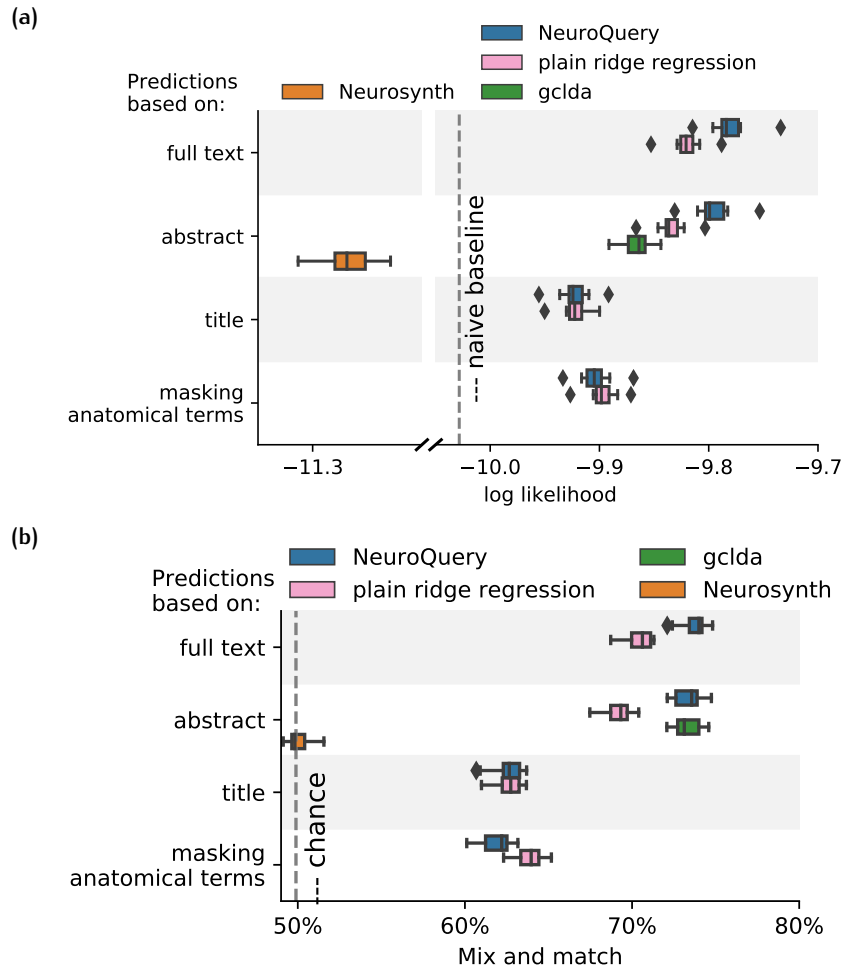 (a)
NeuroQuery
plain ridge regression
Predictions
based on:
Neurosynth
gclda
full text
abstract
title
masking
anatomical terms
naive baseline
−11.3
−10.0
−9.9
−9.8
−9.7
log likelihood
(b)
NeuroQuery
gclda
Predictions
based on:
plain ridge regression
Neurosynth
full text
abstract
title
masking
anatomical terms
chance
50%
60%
70%
80%
Mix and match